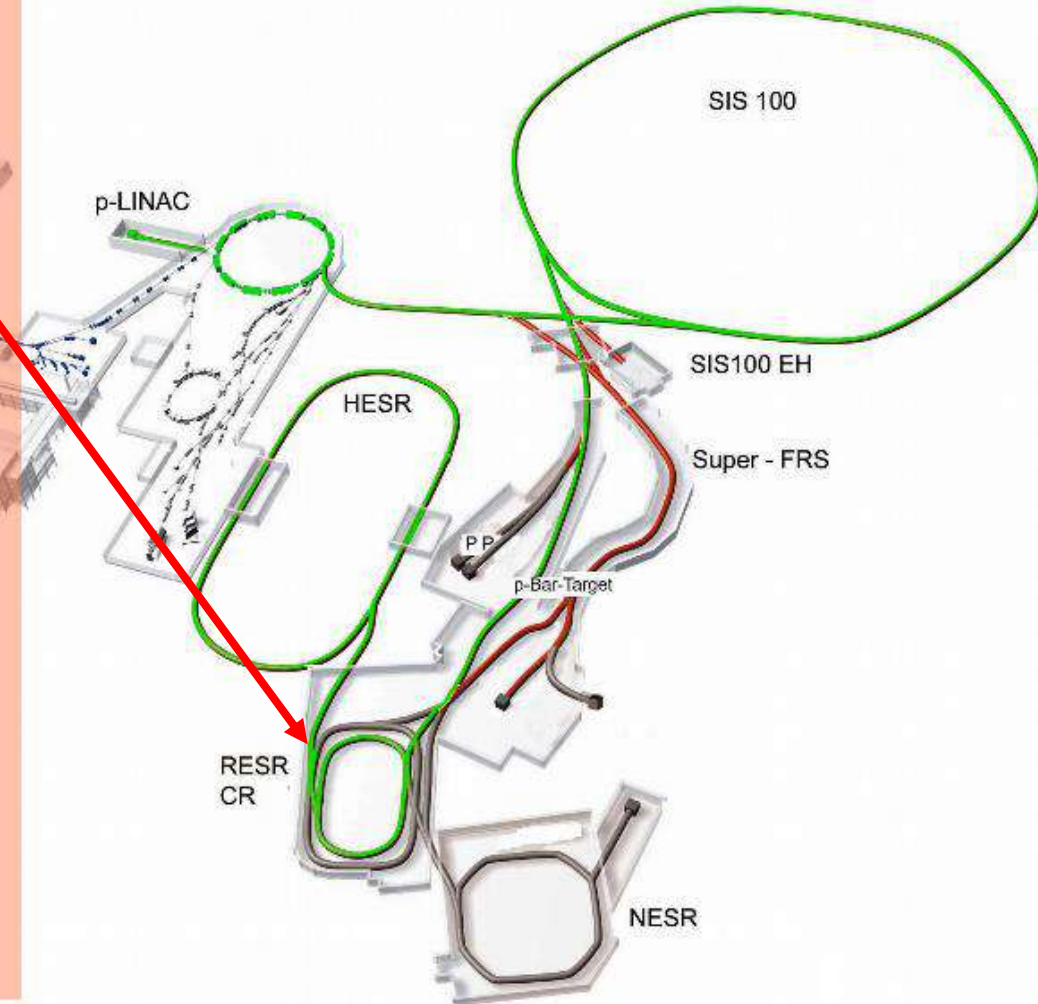 SIS 100
p-LINAC
SIS100 EH
HESR
Super - FRS
P P
p-Bar-Target
RESR
CR
NESR